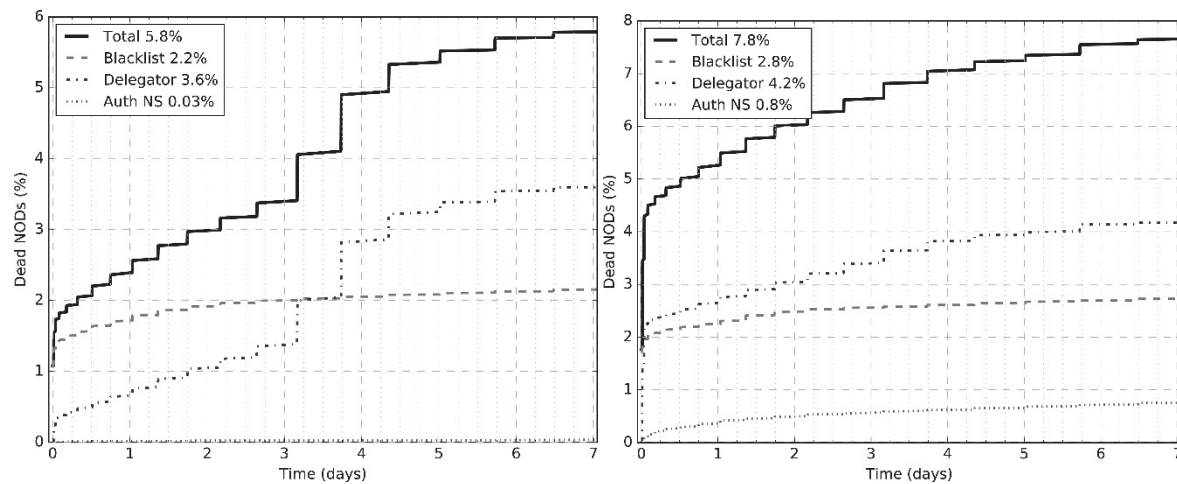 6
5
4
3
2
1
0
Dead NODs (%)
Total 5.8%
Blacklist 2.2%
Delegator 3.6%
Auth NS 0.03%
0 1 2 3 4 5 6 7
Time (days)
8
7
6
5
4
3
2
1
0
Dead NODs (%)
Total 7.8%
Blacklist 2.8%
Delegator 4.2%
Auth NS 0.8%
0 1 2 3 4 5 6 7
Time (days)